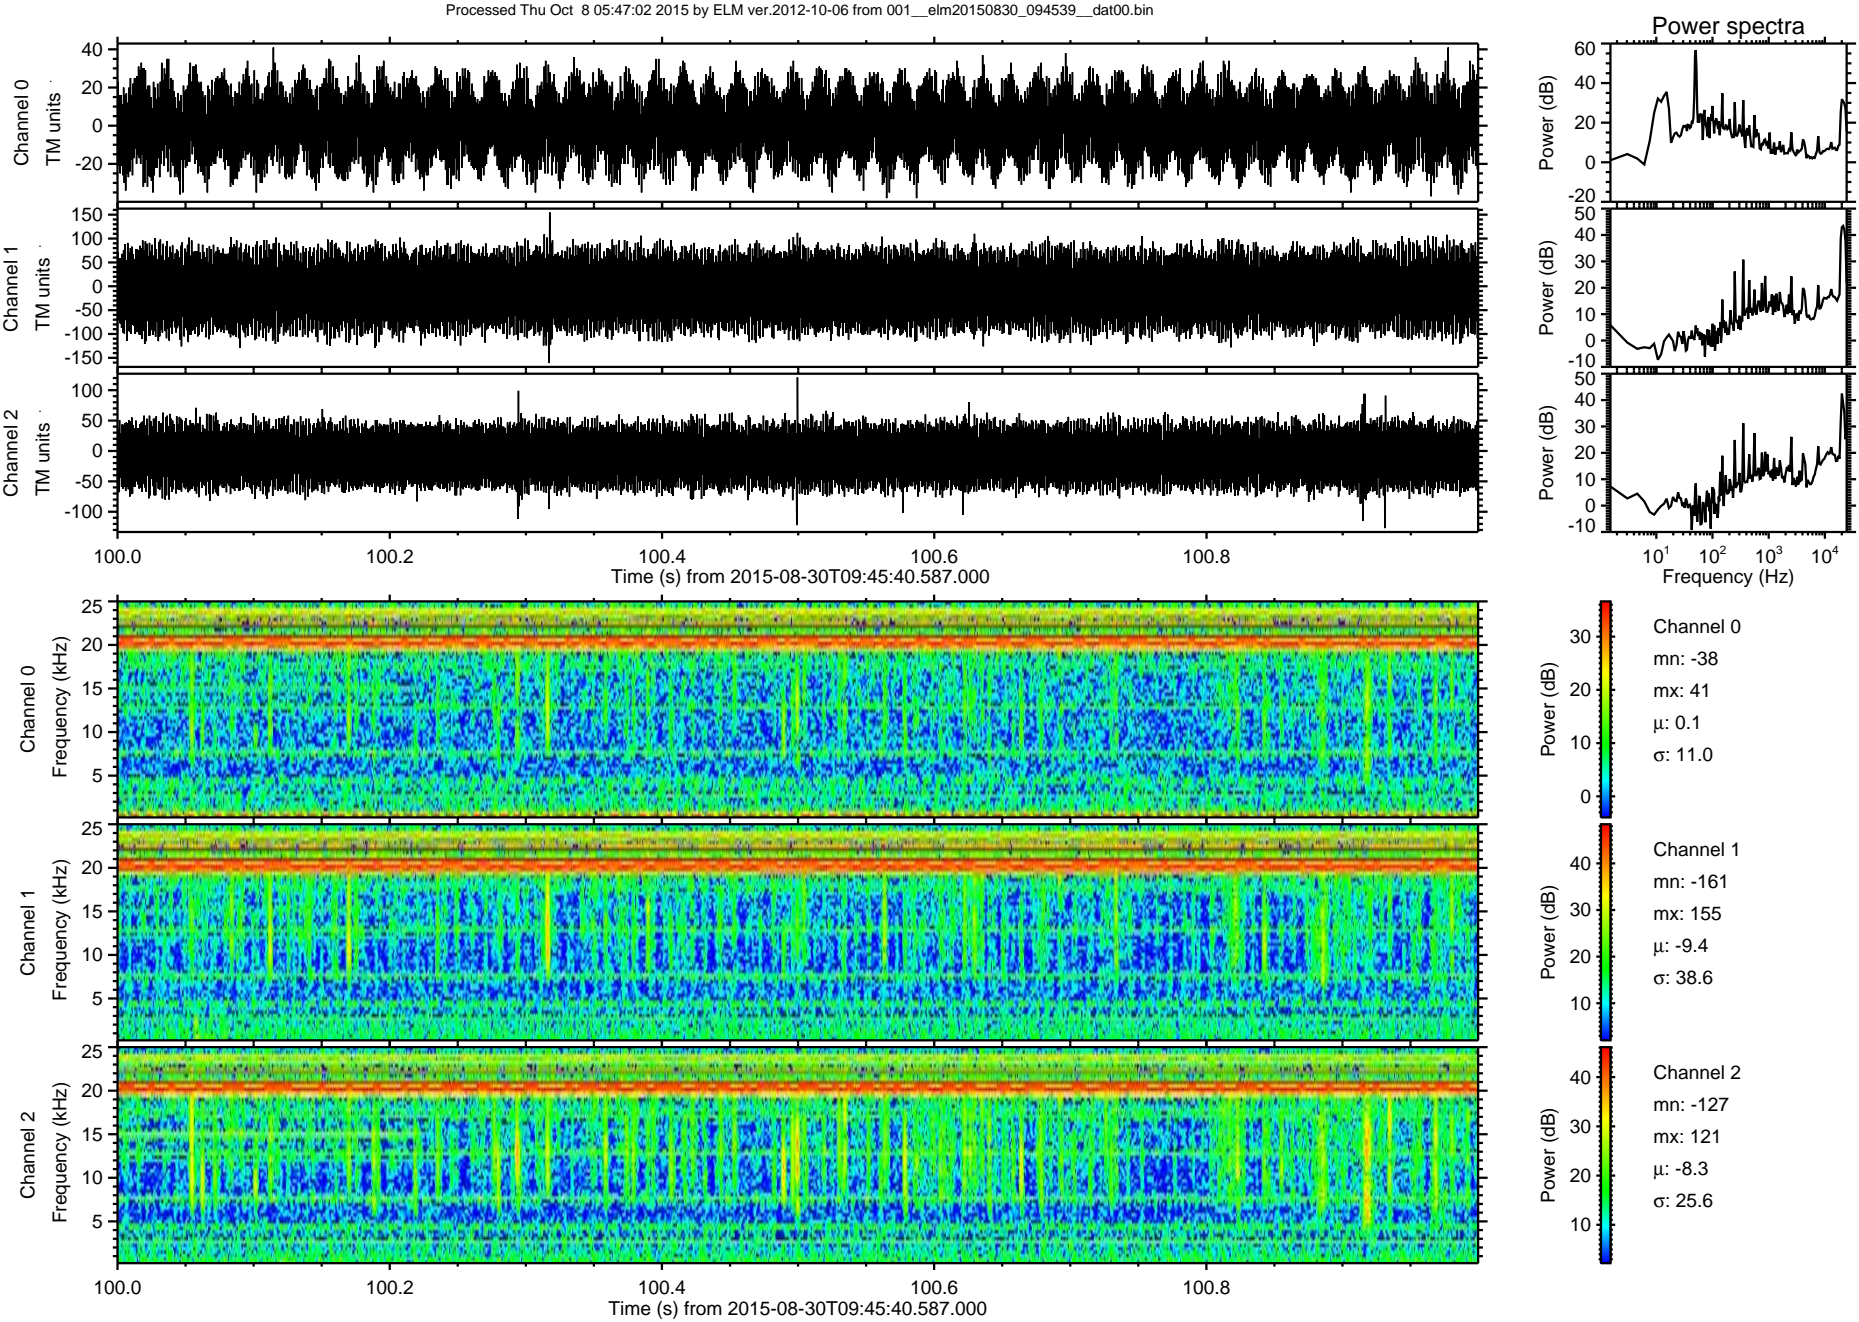 Processed Thu Oct  8 05:47:02 2015 by ELM ver.2012-10-06 from 001__elm20150830_094539__dat00.bin
Power spectra
Channel 0
TM units
40
20
0
-20
Power (dB)
60
40
20
0
-20
Channel 1
TM units
150
100
50
0
-50
-100
-150
Power (dB)
50
40
30
20
10
0
-10
Channel 2
TM units
100
50
0
-50
-100
Power (dB)
50
40
30
20
10
0
-10
100.0 100.2 100.4 100.6 100.8
Time (s) from 2015-08-30T09:45:40.587.000
10¹ 10² 10³ 10⁴
Frequency (Hz)
Channel 0
Frequency (kHz)
25
20
15
10
5
Power (dB)
30
20
10
0
Channel 0
mn: -38
mx: 41
μ: 0.1
σ: 11.0
Channel 1
Frequency (kHz)
25
20
15
10
5
Power (dB)
40
30
20
10
Channel 1
mn: -161
mx: 155
μ: -9.4
σ: 38.6
Channel 2
Frequency (kHz)
25
20
15
10
5
Power (dB)
40
30
20
10
Channel 2
mn: -127
mx: 121
μ: -8.3
σ: 25.6
100.0 100.2 100.4 100.6 100.8
Time (s) from 2015-08-30T09:45:40.587.000